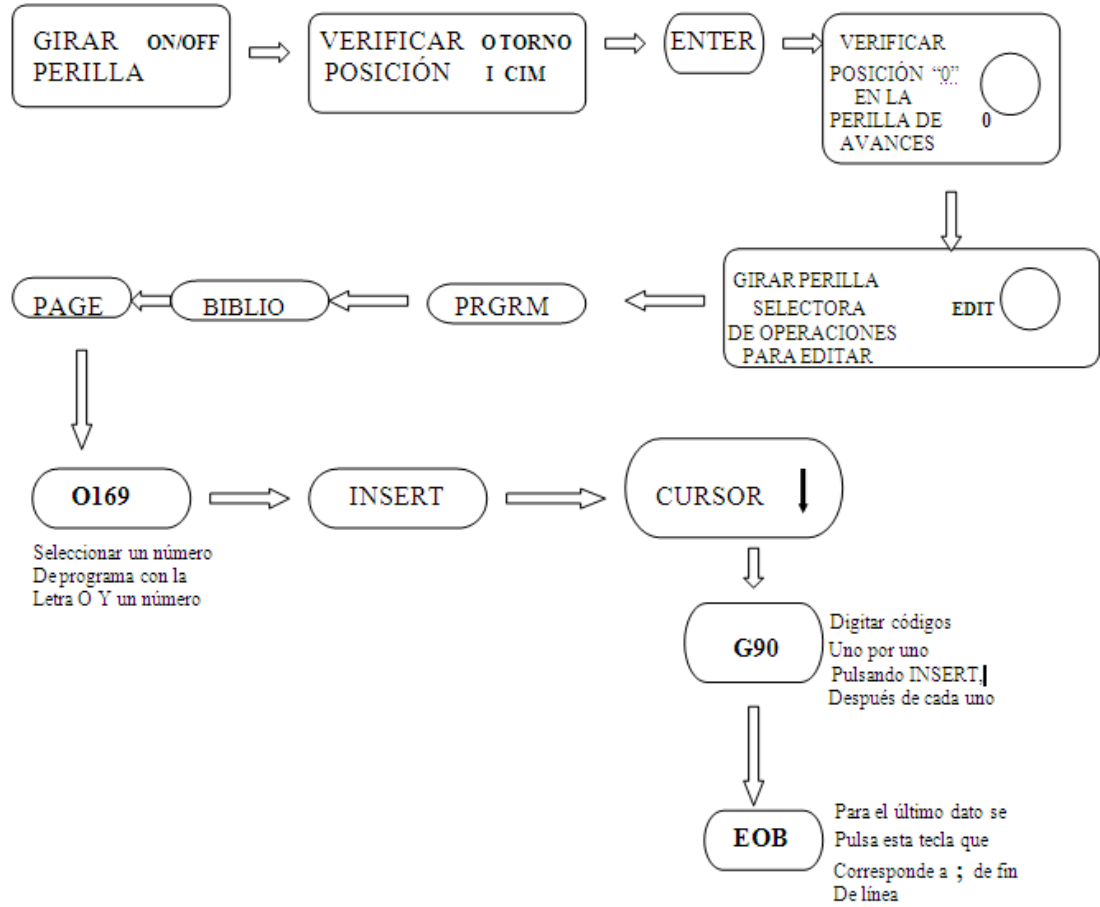 GIRAR ON/OFF
PERILLA
VERIFICAR O TORNO
POSICIÓN I CIM
ENTER
VERIFICAR
POSICIÓN “0”
EN LA
PERILLA DE 0
AVANCES
GIRAR PERILLA
SELECTORA EDIT
DE OPERACIONES
PARA EDITAR
PRGRM
BIBLIO
PAGE
O169
Seleccionar un número
De programa con la
Letra O Y un número
INSERT
CURSOR
G90
Digitar códigos
Uno por uno
Pulsando INSERT,
Después de cada uno
EOB
Para el último dato se
Pulsa esta tecla que
Corresponde a ; de fin
De línea